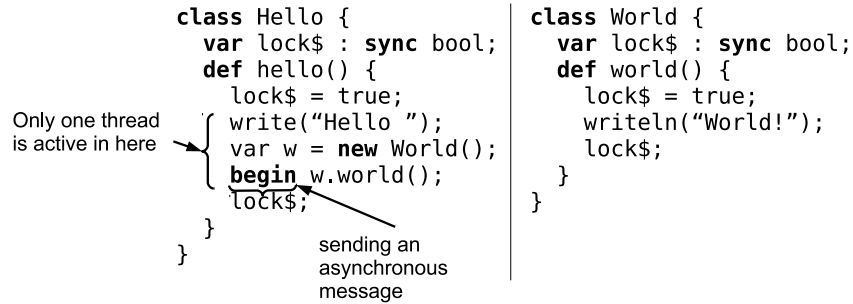 class Hello {
var lock$ : sync bool;
def hello() {
lock$ = true;
write(“Hello ”);
var w = new World();
begin w.world();
lock$;
}
}
Only one thread
is active in here
sending an
asynchronous
message
class World {
var lock$ : sync bool;
def world() {
lock$ = true;
writeln(“World!”);
lock$;
}
}